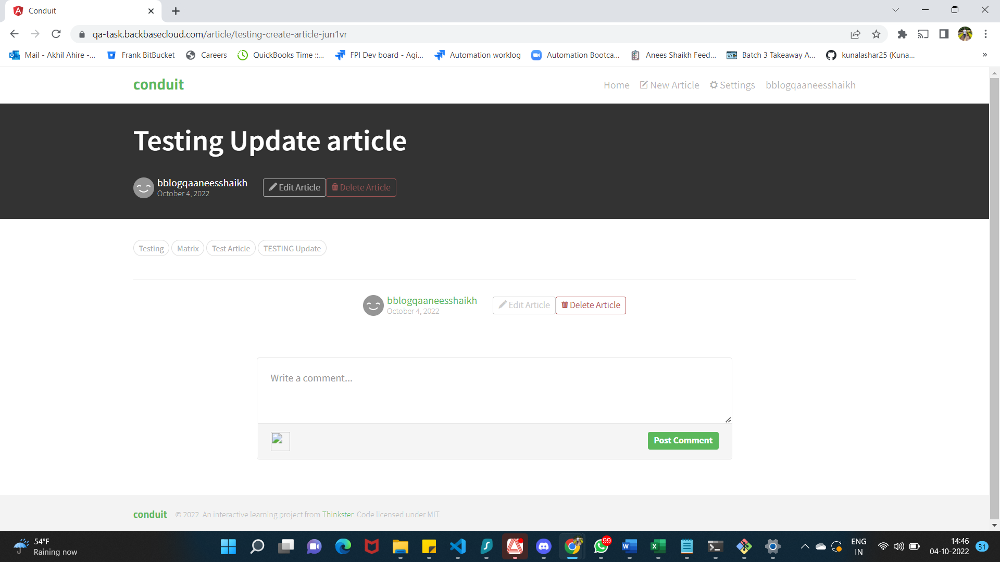 Conduit
qa-task.backbasecloud.com/article/testing-create-article-jun1vr
Mail - Akhil Ahire -... Frank BitBucket Careers QuickBooks Time ::... FPI Dev board - Agi... Automation worklog Automation Bootca... Anees Shaikh Feed... Batch 3 Takeaway A... kunalashar25 (Kuna... »
conduit Home New Article Settings bblogqaaneesshaikh
Testing Update article
bblogqaaneesshaikh
October 4, 2022
Edit Article Delete Article
Testing Matrix Test Article TESTING Update
bblogqaaneesshaikh
October 4, 2022
Edit Article Delete Article
Write a comment...
Post Comment
conduit © 2022. An interactive learning project from Thinkster. Code licensed under MIT.
54°F
Raining now
99
ENG
IN
14:46
04-10-2022
31